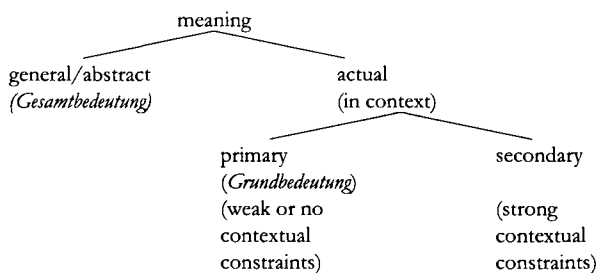 meaning
general/abstract actual
(Gesamtbedeutung) (in context)
primary secondary
(Grundbedeutung)
(weak or no (strong
contextual contextual
constraints) constraints)